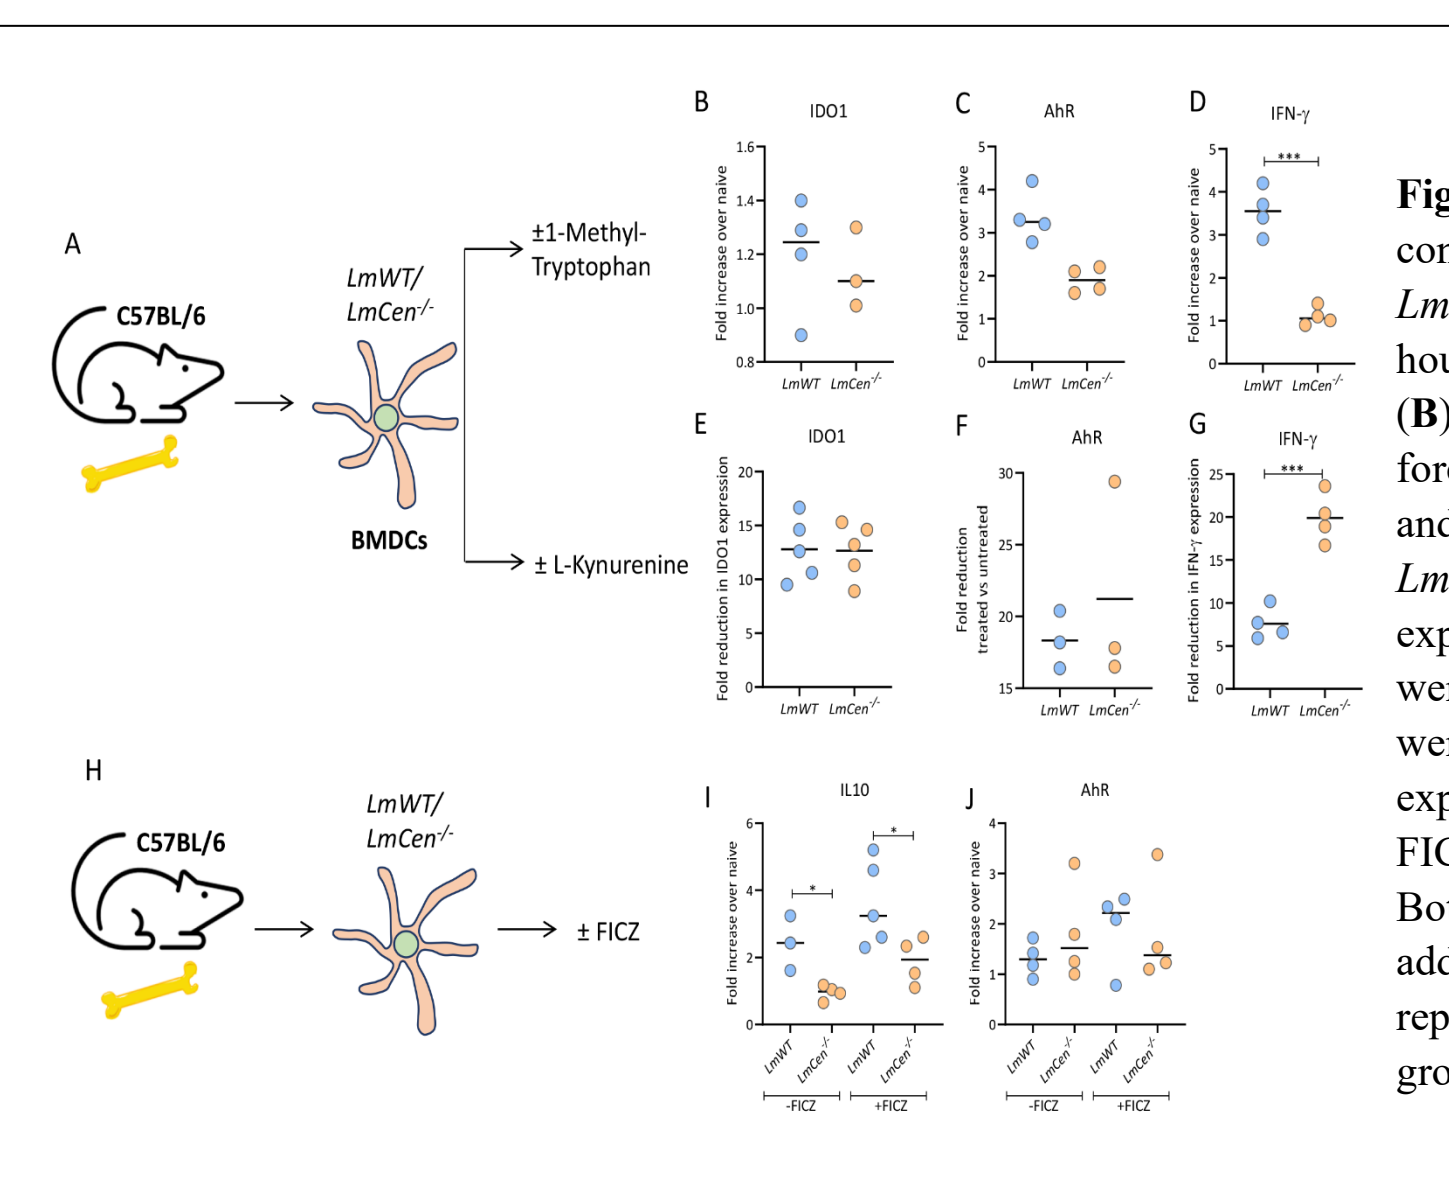 A
C57BL/6
LmWT/
LmCen-/-
BMDCs
±1-Methyl-
Tryptophan
± L-Kynurenine
B
IDO1
Fold increase over naive
1.6
1.4
1.2
1.0
0.8
LmWT LmCen-/-
C
AhR
Fold increase over naive
5
4
3
2
1
0
LmWT LmCen-/-
D
IFN-γ
Fold increase over naive
5
4
3
2
1
0
***
LmWT LmCen-/-
E
IDO1
Fold reduction in IDO1 expression
20
15
10
5
0
LmWT LmCen-/-
F
AhR
Fold reduction
treated vs untreated
30
25
20
15
LmWT LmCen-/-
G
IFN-γ
Fold reduction in IFN-γ expression
25
20
15
10
5
0
***
LmWT LmCen-/-
H
C57BL/6
LmWT/
LmCen-/-
± FICZ
I
IL10
Fold increase over naive
6
4
2
0
*
*
LmWT LmCen-/- LmWT LmCen-/-
-FICZ +FICZ
J
AhR
Fold increase over naive
4
3
2
1
0
LmWT LmCen-/- LmWT LmCen-/-
-FICZ +FICZ
Fig
con
Lm
hou
(B)
for
and
Lm
exp
wer
wer
exp
FIC
Bot
add
rep
gro